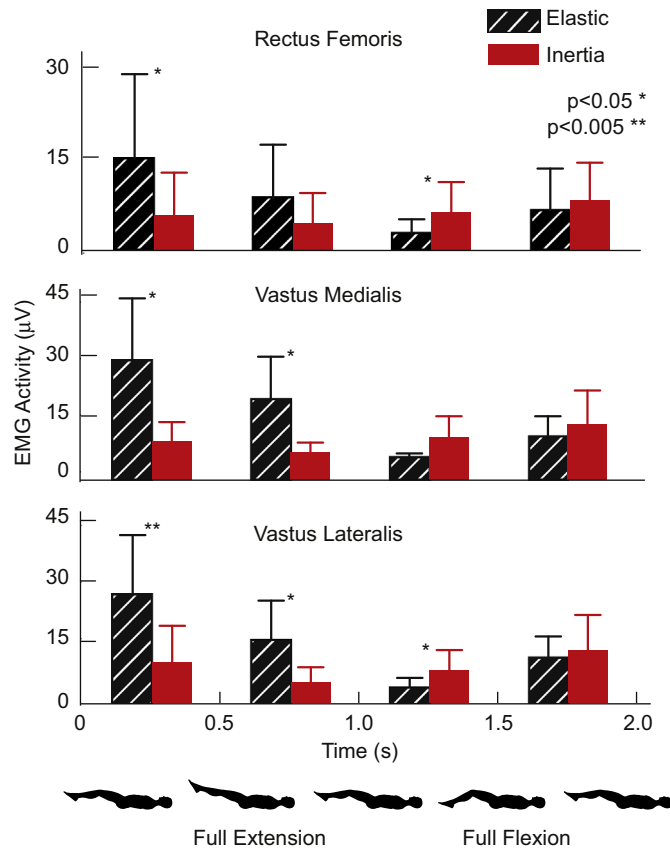 Elastic
Inertia
Rectus Femoris
p<0.05 *
p<0.005 **
30
15
0
*
*
Vastus Medialis
45
30
15
0
*
*
EMG Activity (µV)
Vastus Lateralis
45
30
15
0
**
*
*
0 0.5 1.0 1.5 2.0
Time (s)
Full Extension Full Flexion